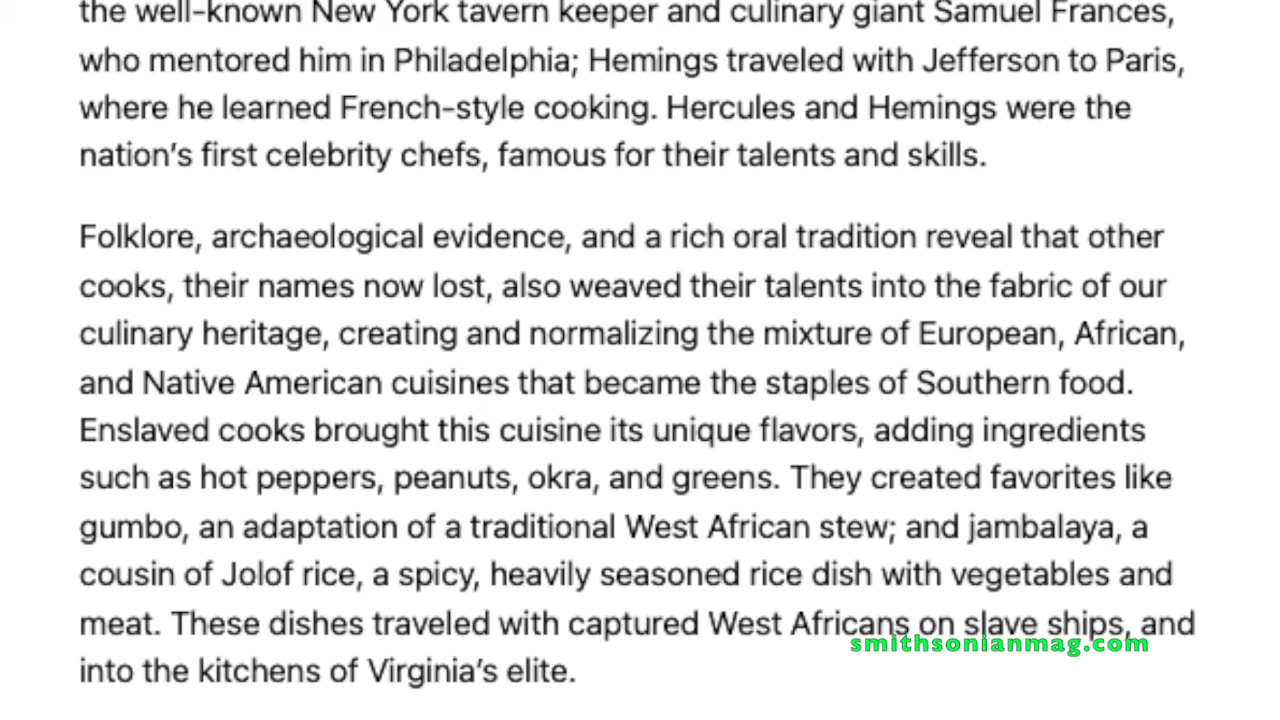 the well-known New York tavern keeper and culinary giant Samuel Frances,
who mentored him in Philadelphia; Hemings traveled with Jefferson to Paris,
where he learned French-style cooking. Hercules and Hemings were the
nation’s first celebrity chefs, famous for their talents and skills.
Folklore, archaeological evidence, and a rich oral tradition reveal that other
cooks, their names now lost, also weaved their talents into the fabric of our
culinary heritage, creating and normalizing the mixture of European, African,
and Native American cuisines that became the staples of Southern food.
Enslaved cooks brought this cuisine its unique flavors, adding ingredients
such as hot peppers, peanuts, okra, and greens. They created favorites like
gumbo, an adaptation of a traditional West African stew; and jambalaya, a
cousin of Jolof rice, a spicy, heavily seasoned rice dish with vegetables and
meat. These dishes traveled with captured West Africans on slave ships, and
smithsonianmag.com
into the kitchens of Virginia’s elite.